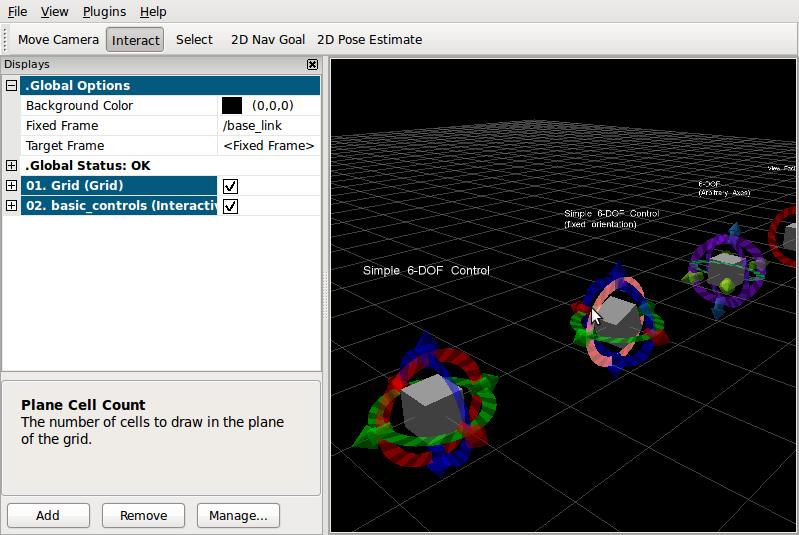 File View Plugins Help
Move Camera Interact Select 2D Nav Goal 2D Pose Estimate
Displays
.Global Options
Background Color (0,0,0)
Fixed Frame /base_link
Target Frame <Fixed Frame>
.Global Status: OK
01. Grid (Grid)
02. basic_controls (Interactiv
Plane Cell Count
The number of cells to draw in the plane
of the grid.
Add Remove Manage...
View Faci
6-DOF
(Arbitrary Axes)
Simple 6-DOF Control
(fixed orientation)
Simple 6-DOF Control